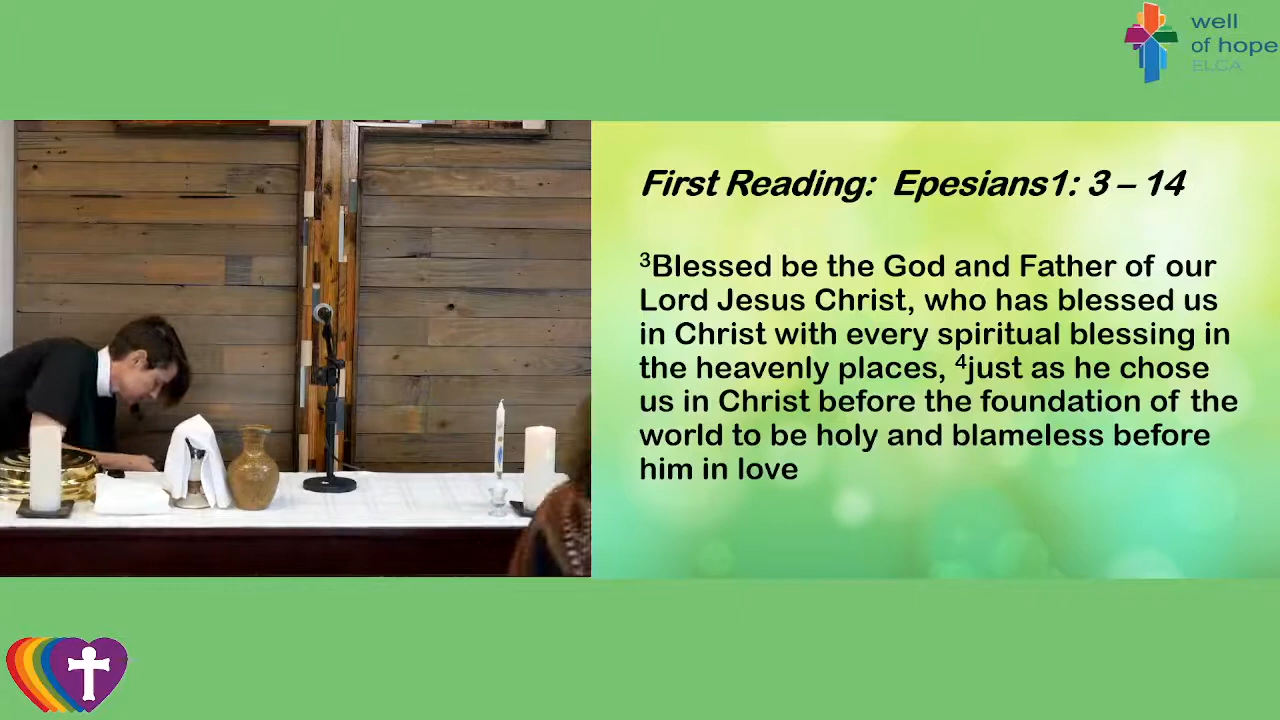 well
of hope
ELCA
First Reading:  Epesians1: 3 – 14
³Blessed be the God and Father of our
Lord Jesus Christ, who has blessed us
in Christ with every spiritual blessing in
the heavenly places, ⁴just as he chose
us in Christ before the foundation of the
world to be holy and blameless before
him in love